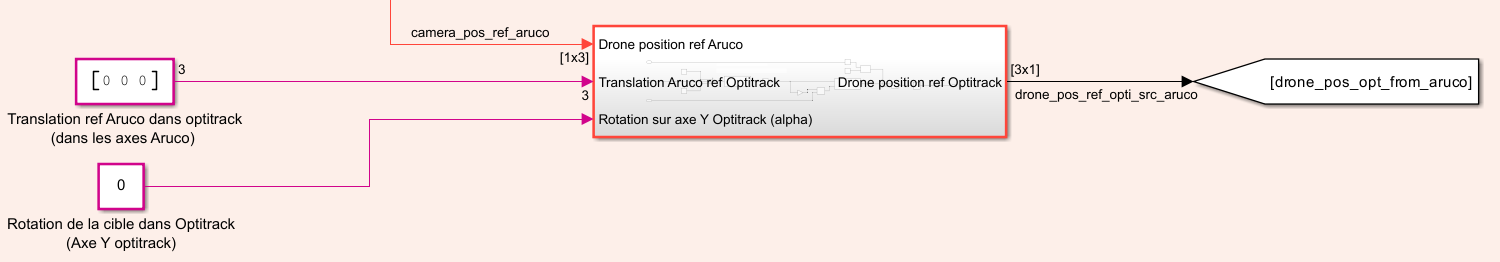 camera_pos_ref_aruco
[1x3]
Drone position ref Aruco
[0 0 0]
3
3
Translation Aruco ref Optitrack
Drone position ref Optitrack
[3x1]
drone_pos_ref_opti_src_aruco
[drone_pos_opt_from_aruco]
Translation ref Aruco dans optitrack
(dans les axes Aruco)
Rotation sur axe Y Optitrack (alpha)
0
Rotation de la cible dans Optitrack
(Axe Y optitrack)